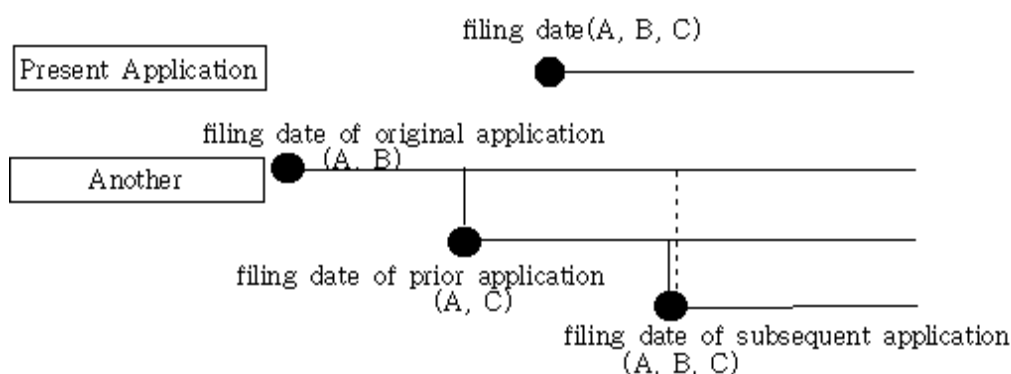 filing date(A, B, C)
Present Application
filing date of original application
(A, B)
Another
filing date of prior application
(A, C)
filing date of subsequent application
(A, B, C)